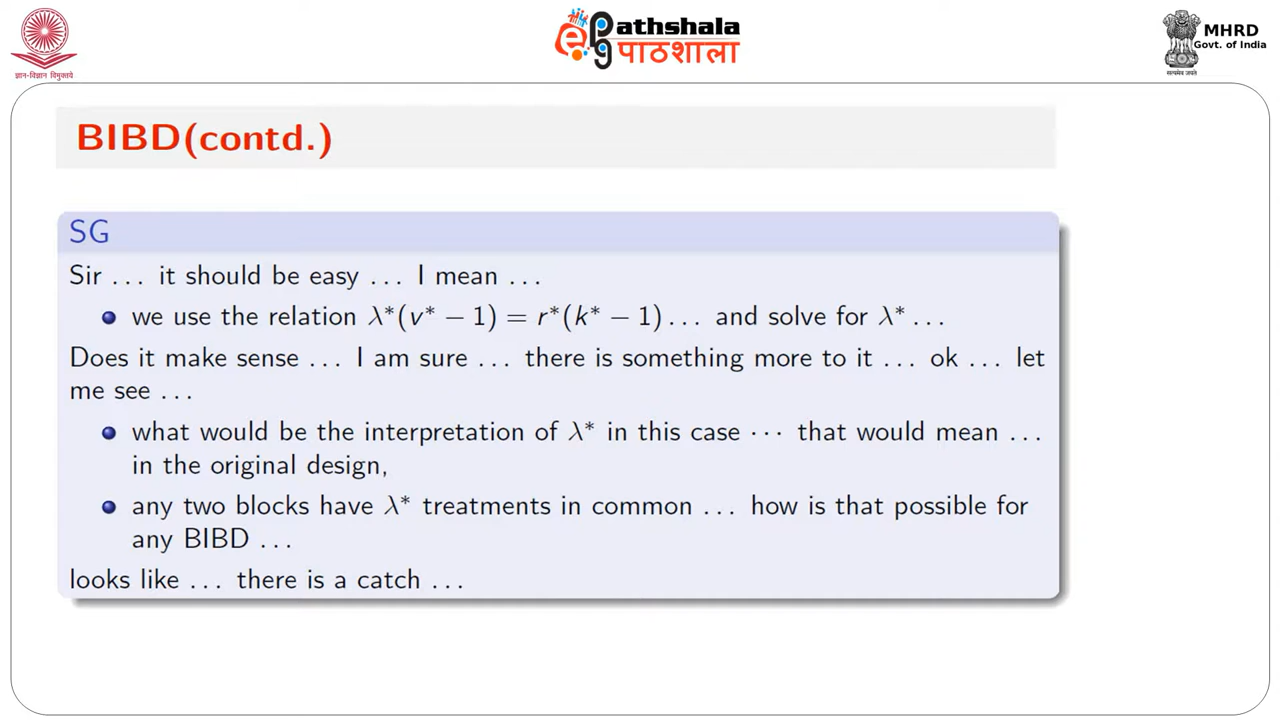 ज्ञान-विज्ञान विमुक्तये
ePathshala
पाठशाला
MHRD
Govt. of India
सत्यमेव जयते
BIBD(contd.)
SG
Sir ... it should be easy ... I mean ...
we use the relation λ*(v* − 1) = r*(k* − 1)... and solve for λ* ...
Does it make sense ... I am sure ... there is something more to it ... ok ... let
me see ...
what would be the interpretation of λ* in this case ··· that would mean ...
in the original design,
any two blocks have λ* treatments in common ... how is that possible for
any BIBD ...
looks like ... there is a catch ...